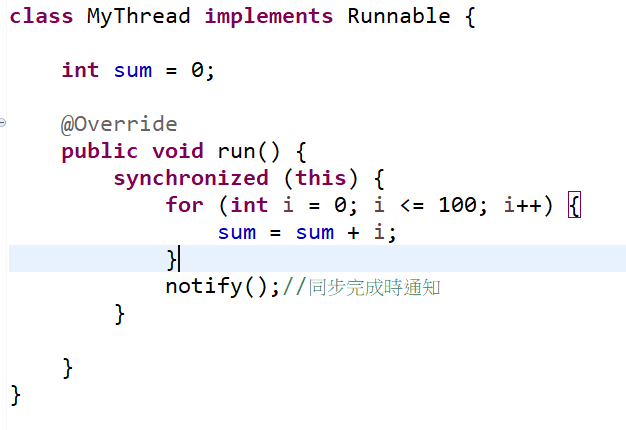 class MyThread implements Runnable {
int sum = 0;
@Override
public void run() {
synchronized (this) {
for (int i = 0; i <= 100; i++) {
sum = sum + i;
}
notify();//同步完成時通知
}
}
}